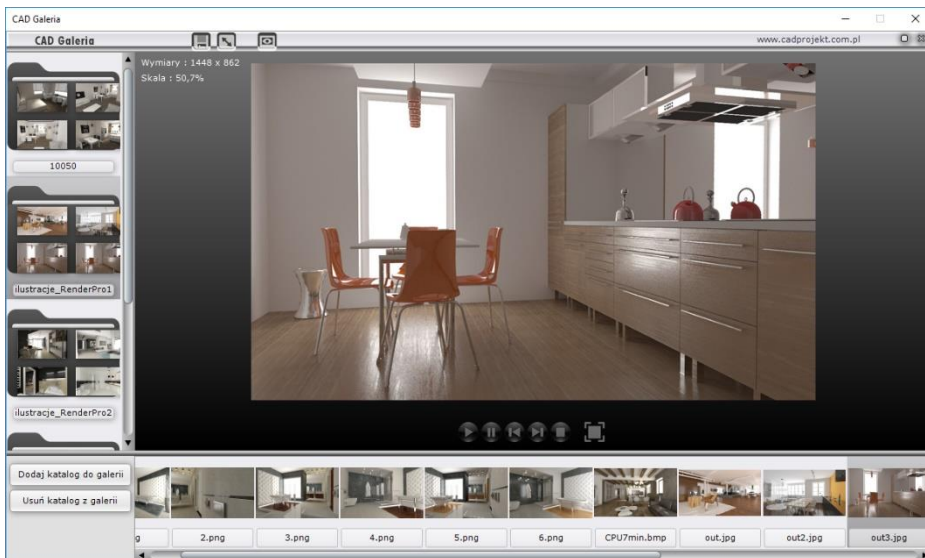 CAD Galeria
CAD Galeria
www.cadprojekt.com.pl
Wymiary : 1448 x 862
Skala : 50,7%
10050
ilustracje_RenderPro1
ilustracje_RenderPro2
Dodaj katalog do galerii
Usuń katalog z galerii
g
2.png
3.png
4.png
5.png
6.png
CPU7min.bmp
out.jpg
out2.jpg
out3.jpg